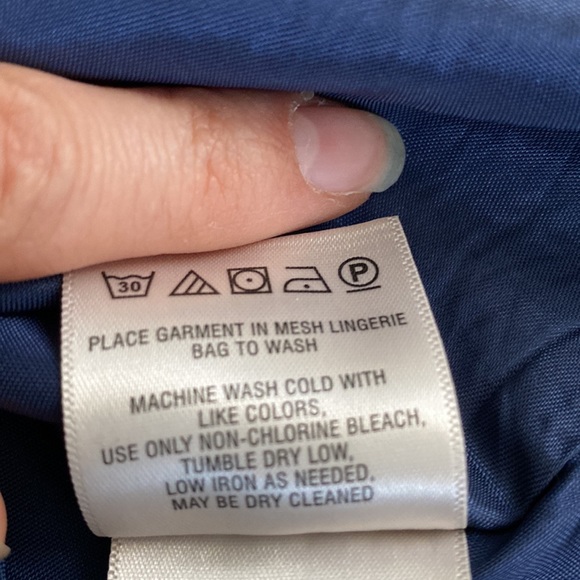 30 P
PLACE GARMENT IN MESH LINGERIE
BAG TO WASH
MACHINE WASH COLD WITH
LIKE COLORS,
USE ONLY NON-CHLORINE BLEACH,
TUMBLE DRY LOW,
LOW IRON AS NEEDED,
MAY BE DRY CLEANED